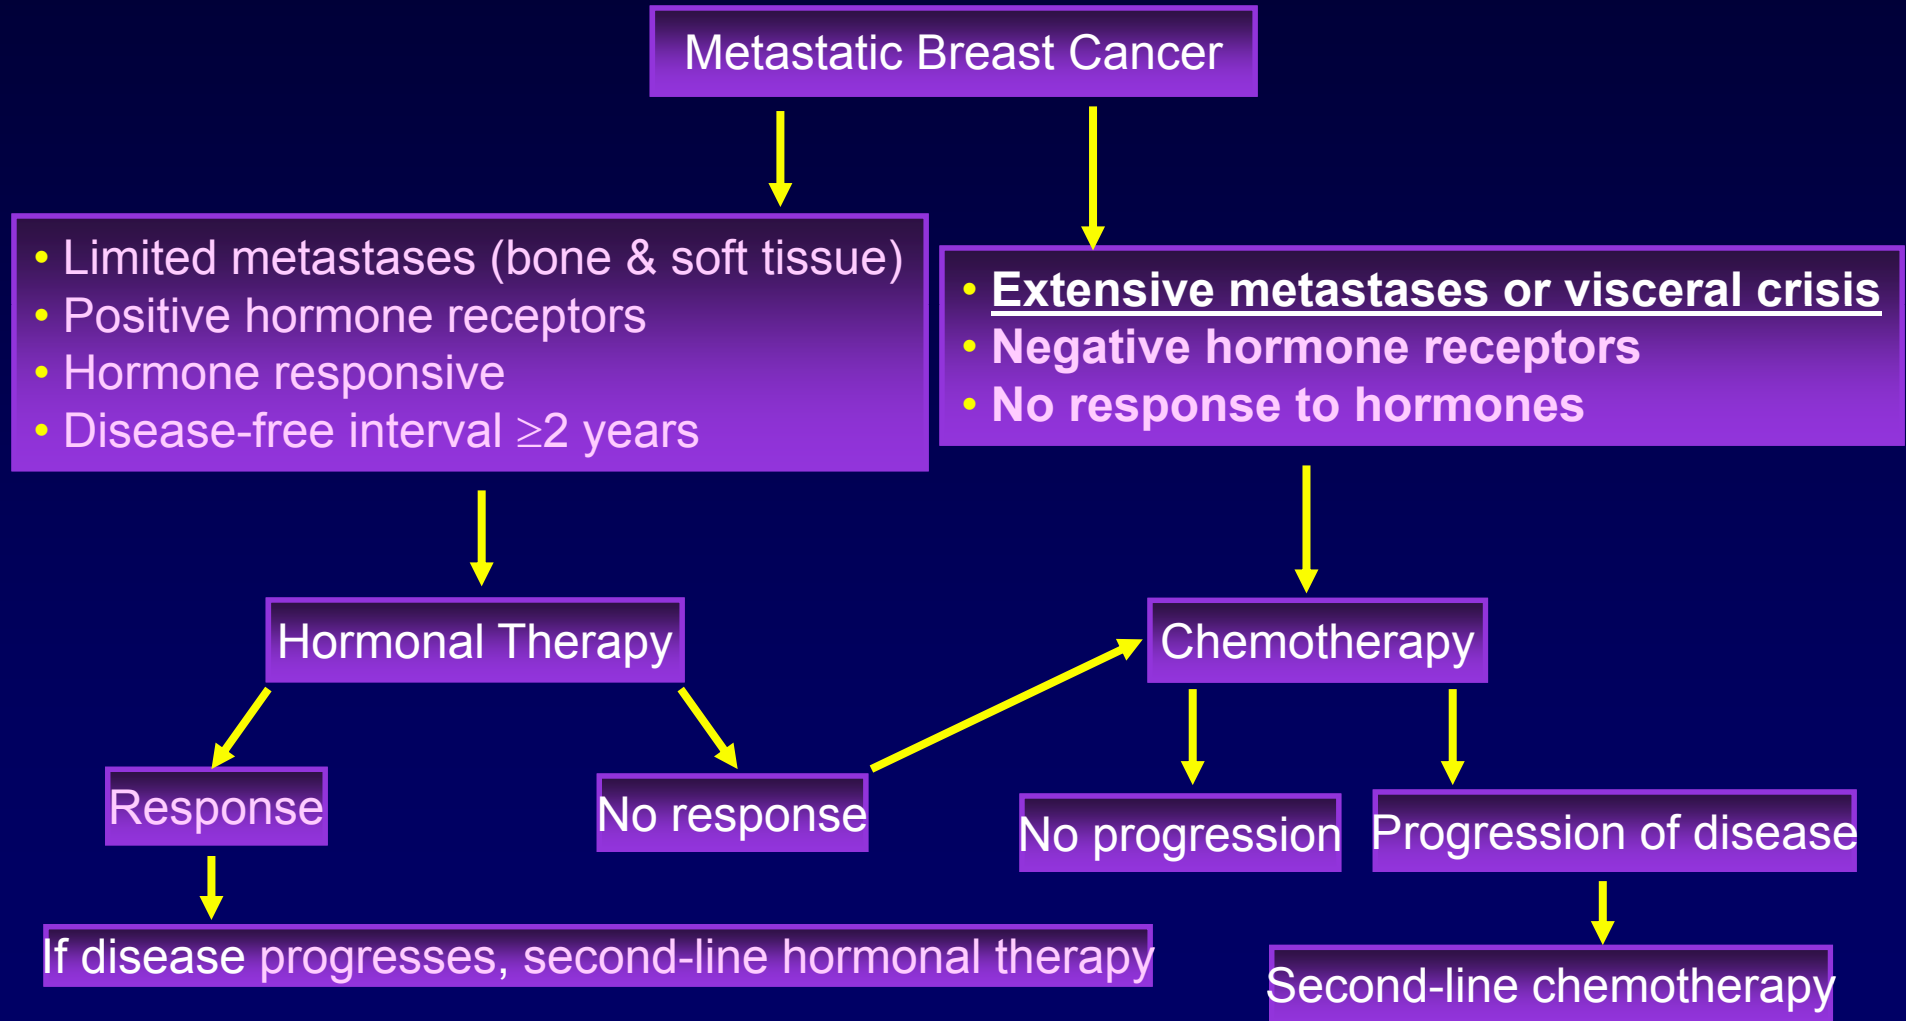 Metastatic Breast Cancer
• Limited metastases (bone & soft tissue)
• Positive hormone receptors
• Hormone responsive
• Disease-free interval ≥2 years
• Extensive metastases or visceral crisis
• Negative hormone receptors
• No response to hormones
Hormonal Therapy
Chemotherapy
Response
No response
No progression
Progression of disease
If disease progresses, second-line hormonal therapy
Second-line chemotherapy